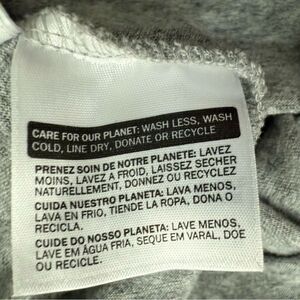 CARE FOR OUR PLANET: WASH LESS, WASH
COLD, LINE DRY, DONATE OR RECYCLE
PRENEZ SOIN DE NOTRE PLANETE: LAVEZ
MOINS, LAVEZ À FROID, LAISSEZ SECHER
NATURELLEMENT, DONNEZ OU RECYCLEZ
CUIDA NUESTRO PLANETA: LAVA MENOS,
LAVA EN FRIO, TIENDE LA ROPA, DONA O
RECICLA.
CUIDE DO NOSSO PLANETA: LAVE MENOS,
LAVE EM ÁGUA FRIA, SEQUE EM VARAL, DOE
OU RECICLE.